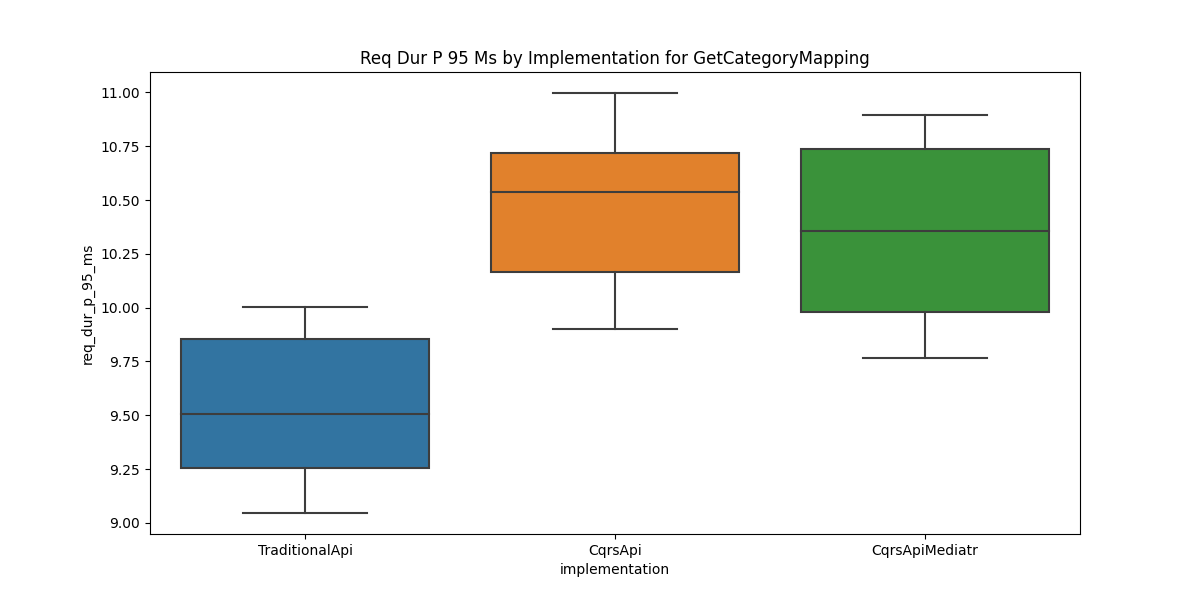 Req Dur P 95 Ms by Implementation for GetCategoryMapping
req_dur_p_95_ms
11.00
10.75
10.50
10.25
10.00
9.75
9.50
9.25
9.00
TraditionalApi CqrsApi CqrsApiMediatr
implementation